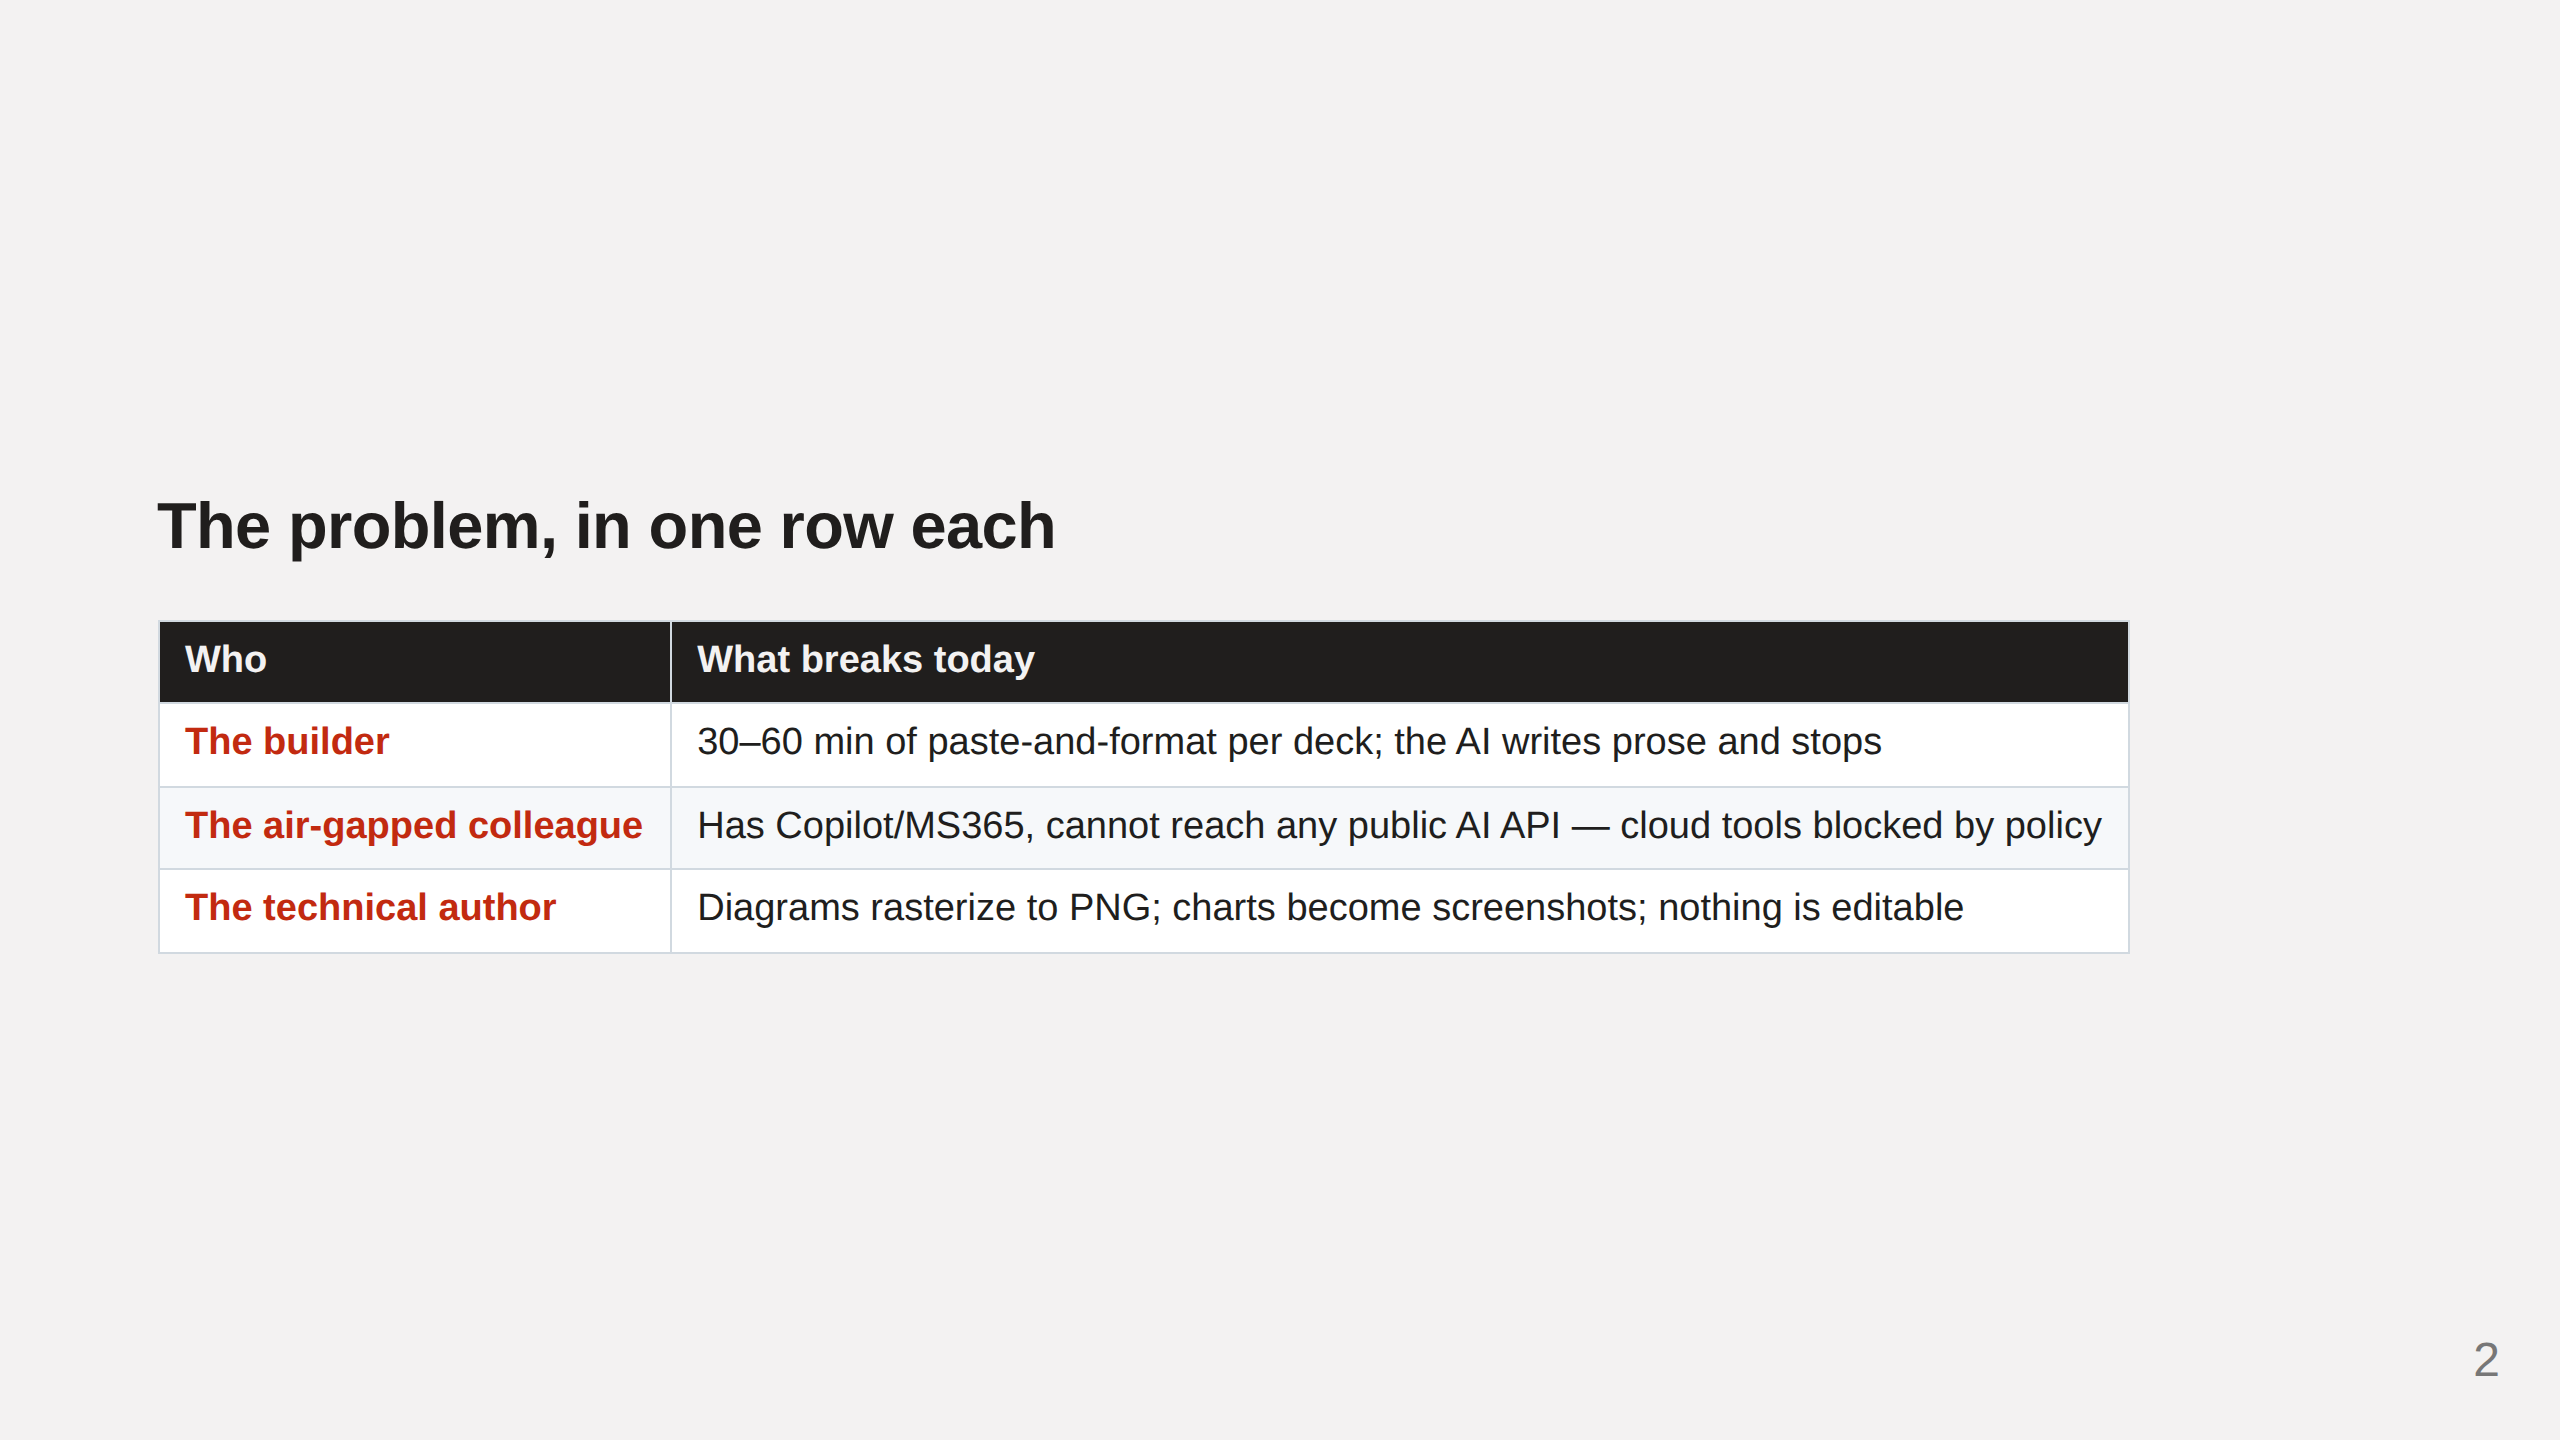 The problem, in one row each
Who What breaks today
The builder 30–60 min of paste-and-format per deck; the AI writes prose and stops
The air-gapped colleague Has Copilot/MS365, cannot reach any public AI API — cloud tools blocked by policy
The technical author Diagrams rasterize to PNG; charts become screenshots; nothing is editable
2